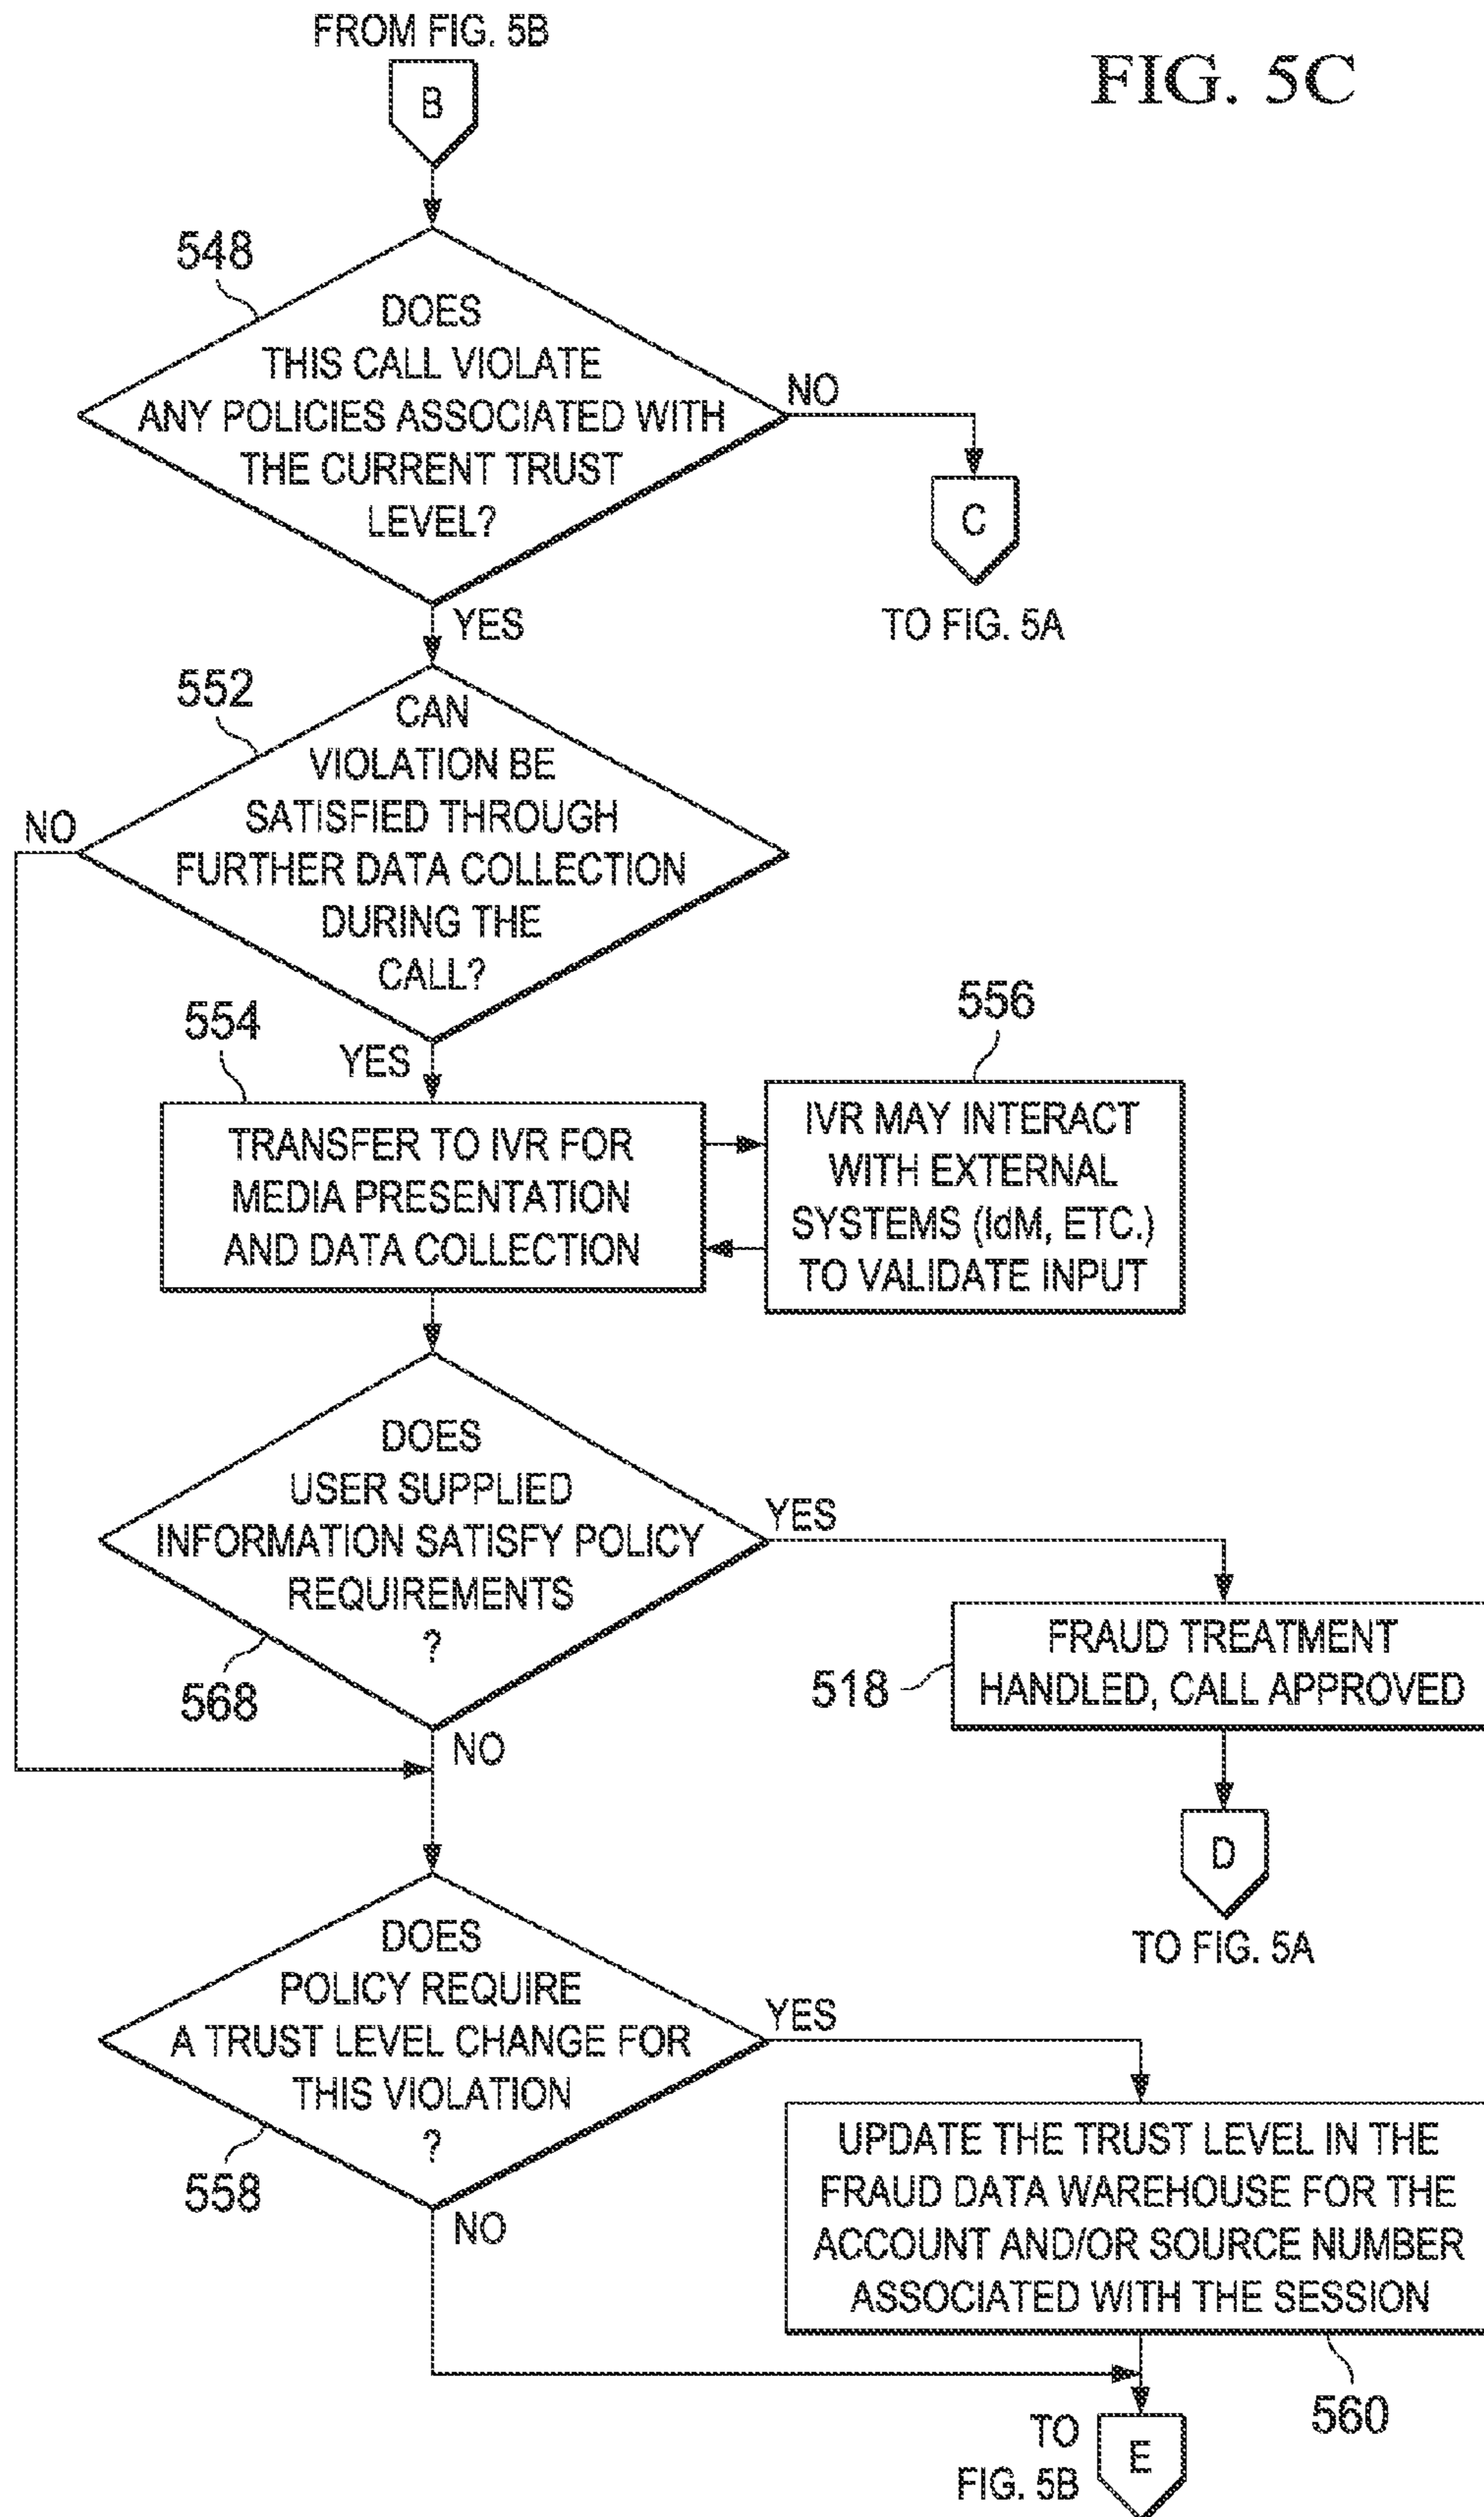 FROM FIG. 5B
FIG. 5C
B
548
DOES
THIS CALL VIOLATE
ANY POLICIES ASSOCIATED WITH
THE CURRENT TRUST
LEVEL?
NO
C
TO FIG. 5A
YES
552
CAN
VIOLATION BE
SATISFIED THROUGH
FURTHER DATA COLLECTION
DURING THE
CALL?
NO
YES
554
TRANSFER TO IVR FOR
MEDIA PRESENTATION
AND DATA COLLECTION
556
IVR MAY INTERACT
WITH EXTERNAL
SYSTEMS (IdM, ETC.)
TO VALIDATE INPUT
DOES
USER SUPPLIED
INFORMATION SATISFY POLICY
REQUIREMENTS
?
568
YES
NO
518
FRAUD TREATMENT
HANDLED, CALL APPROVED
D
TO FIG. 5A
DOES
POLICY REQUIRE
A TRUST LEVEL CHANGE FOR
THIS VIOLATION
?
558
YES
NO
UPDATE THE TRUST LEVEL IN THE
FRAUD DATA WAREHOUSE FOR THE
ACCOUNT AND/OR SOURCE NUMBER
ASSOCIATED WITH THE SESSION
560
TO
FIG. 5B
E